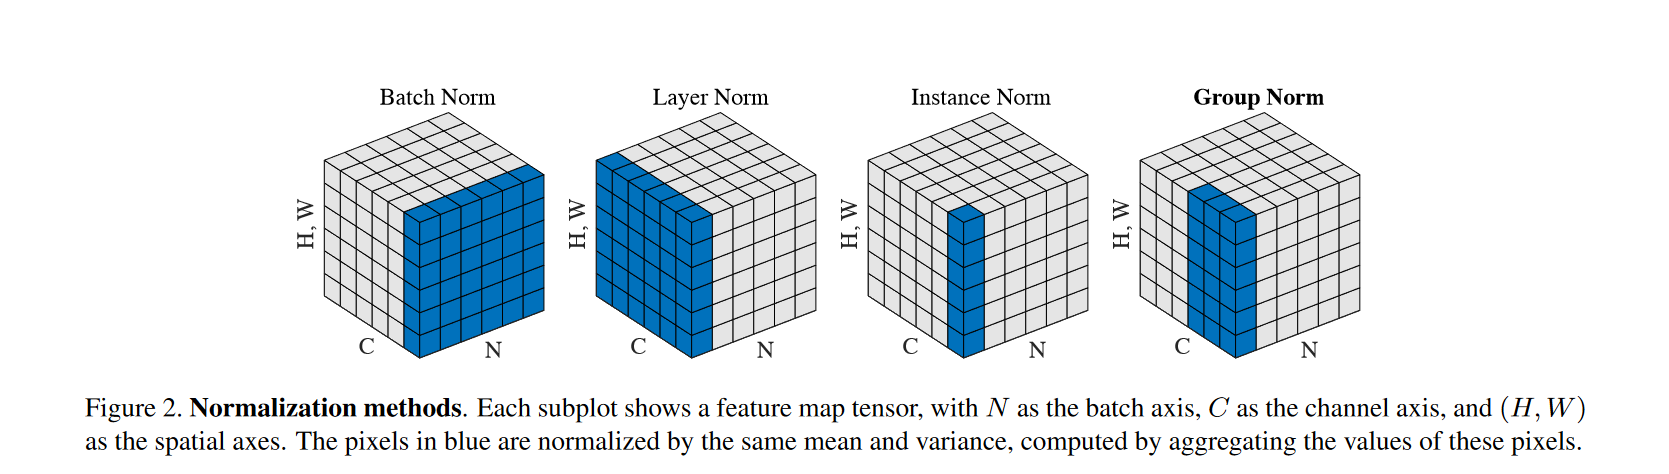 Batch Norm
Layer Norm
Instance Norm
Group Norm
H, W
C
N
H, W
C
N
H, W
C
N
H, W
C
N
Figure 2. Normalization methods. Each subplot shows a feature map tensor, with N as the batch axis, C as the channel axis, and (H, W)
as the spatial axes. The pixels in blue are normalized by the same mean and variance, computed by aggregating the values of these pixels.